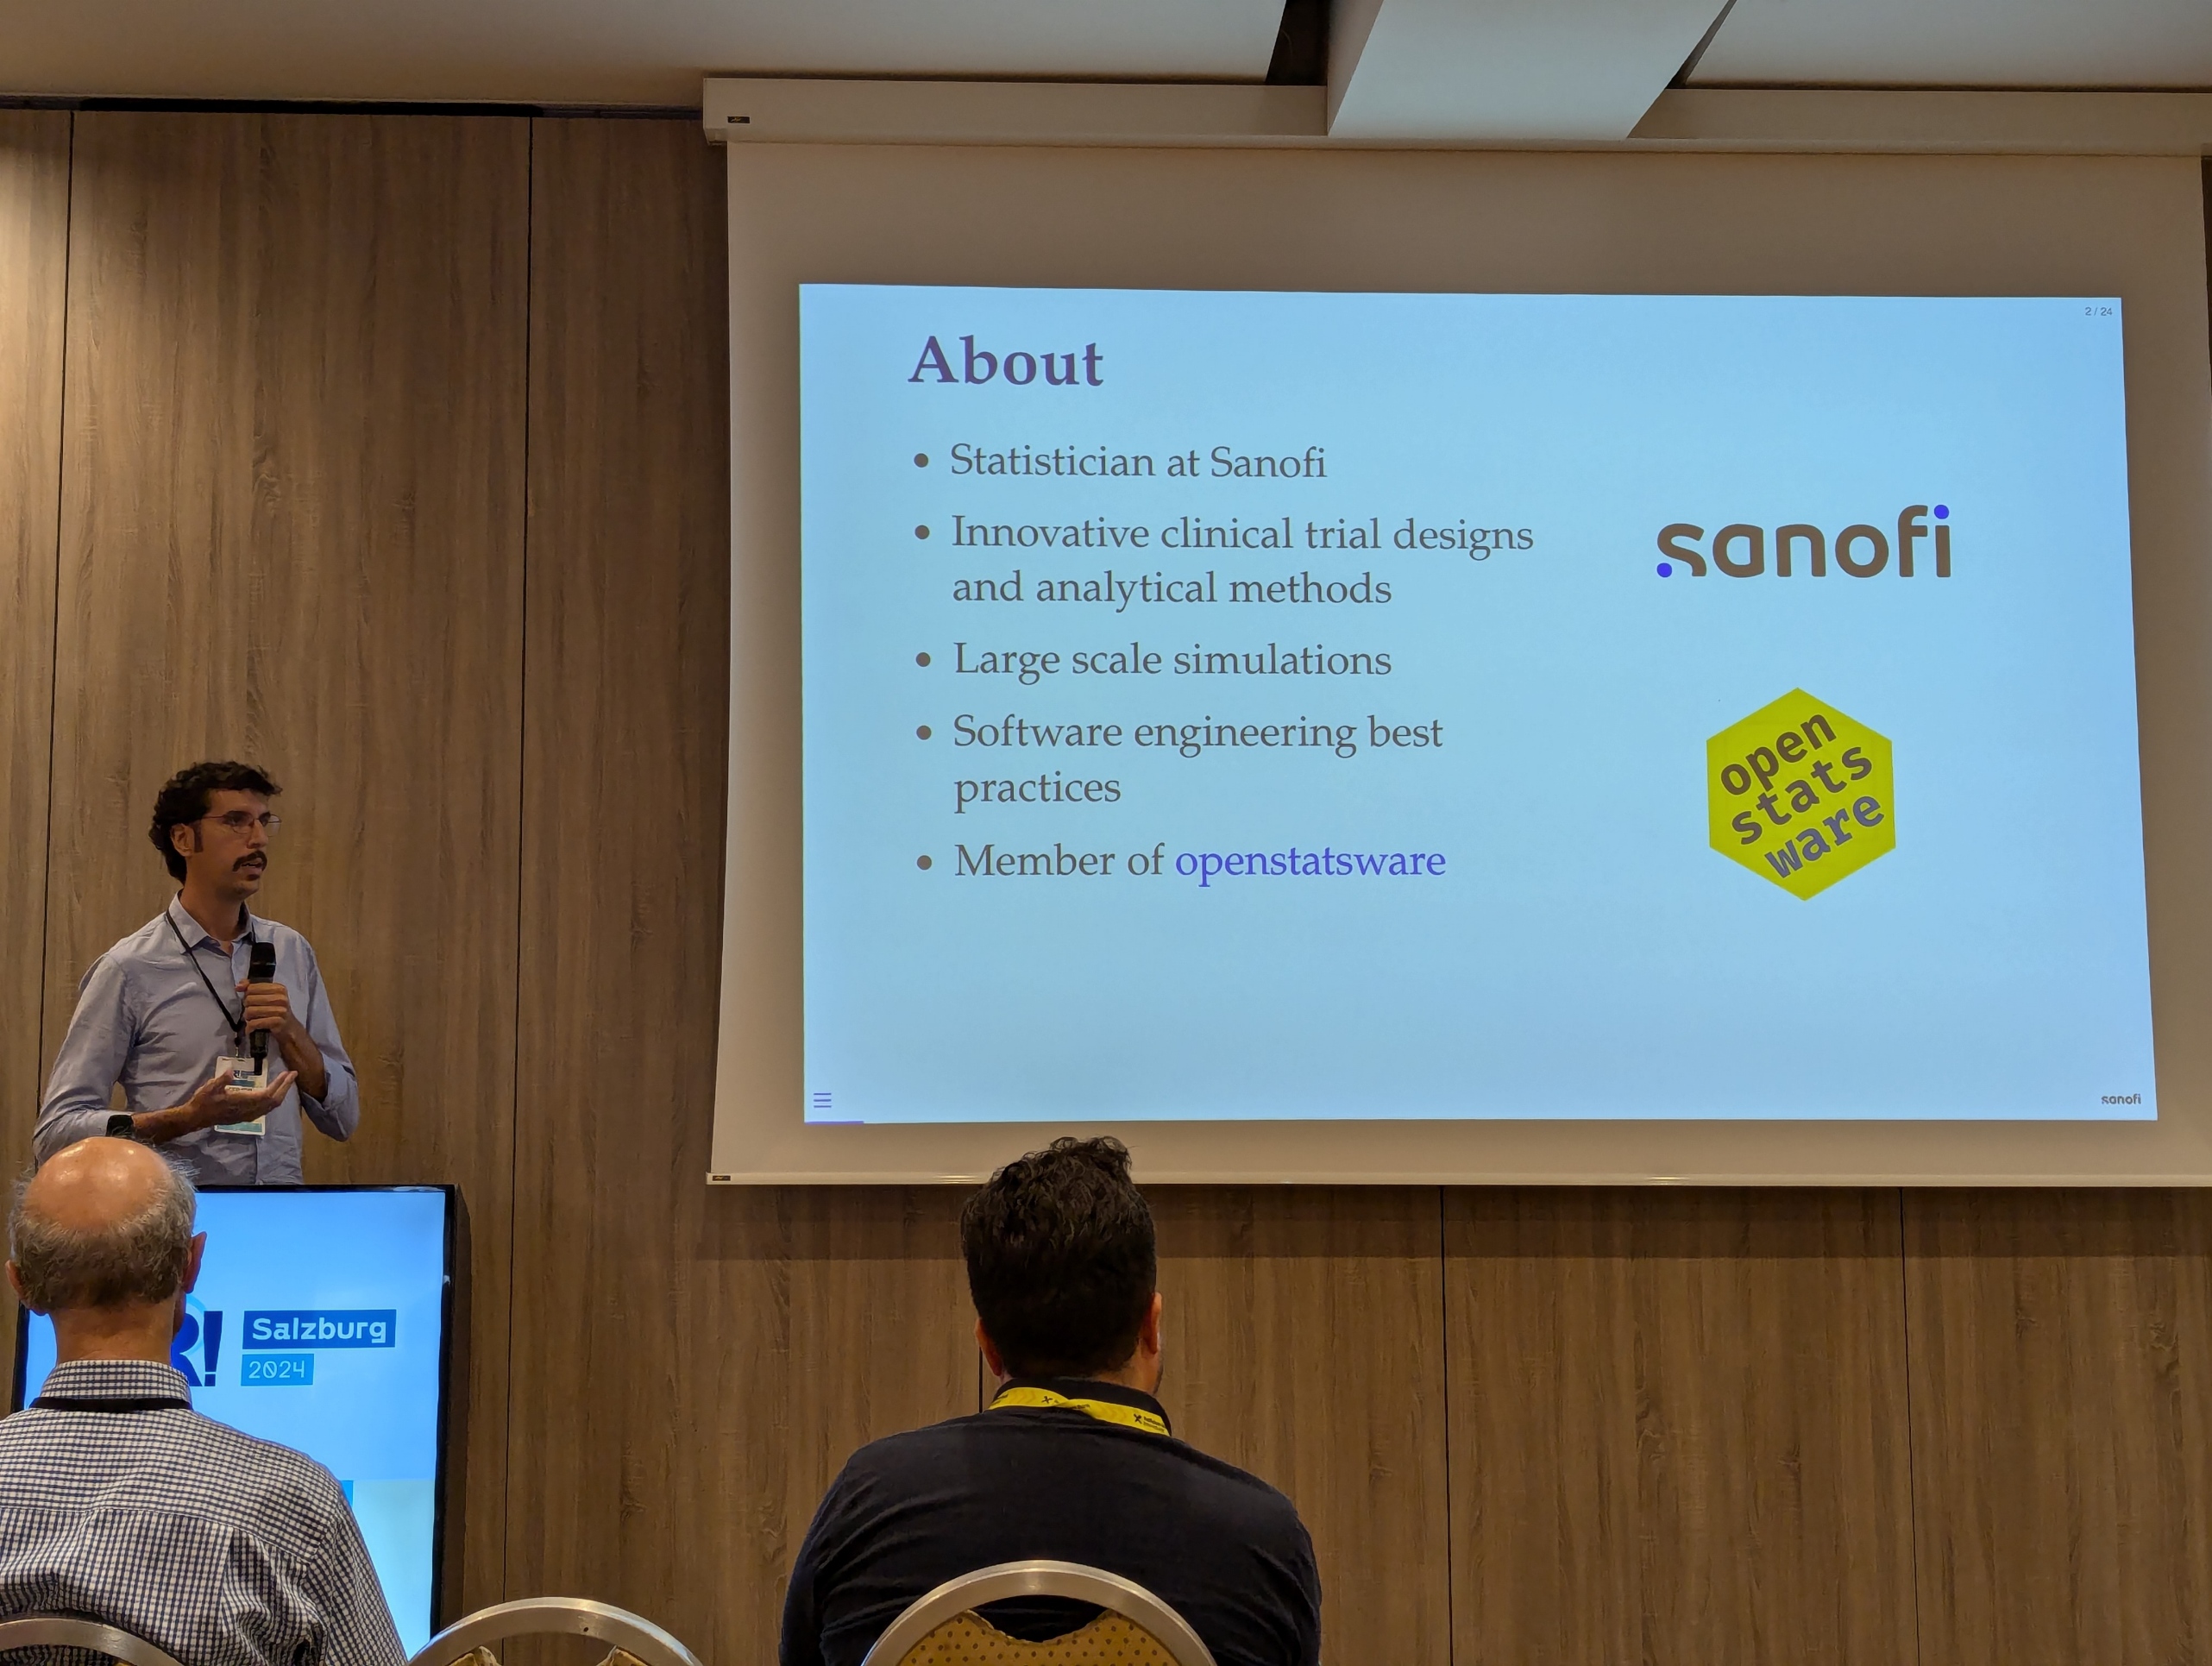 2 / 24
About
• Statistician at Sanofi
• Innovative clinical trial designs
and analytical methods
• Large scale simulations
• Software engineering best
practices
• Member of openstatsware
sanofi
open
stats
ware
sanofi
R!
Salzburg
2024